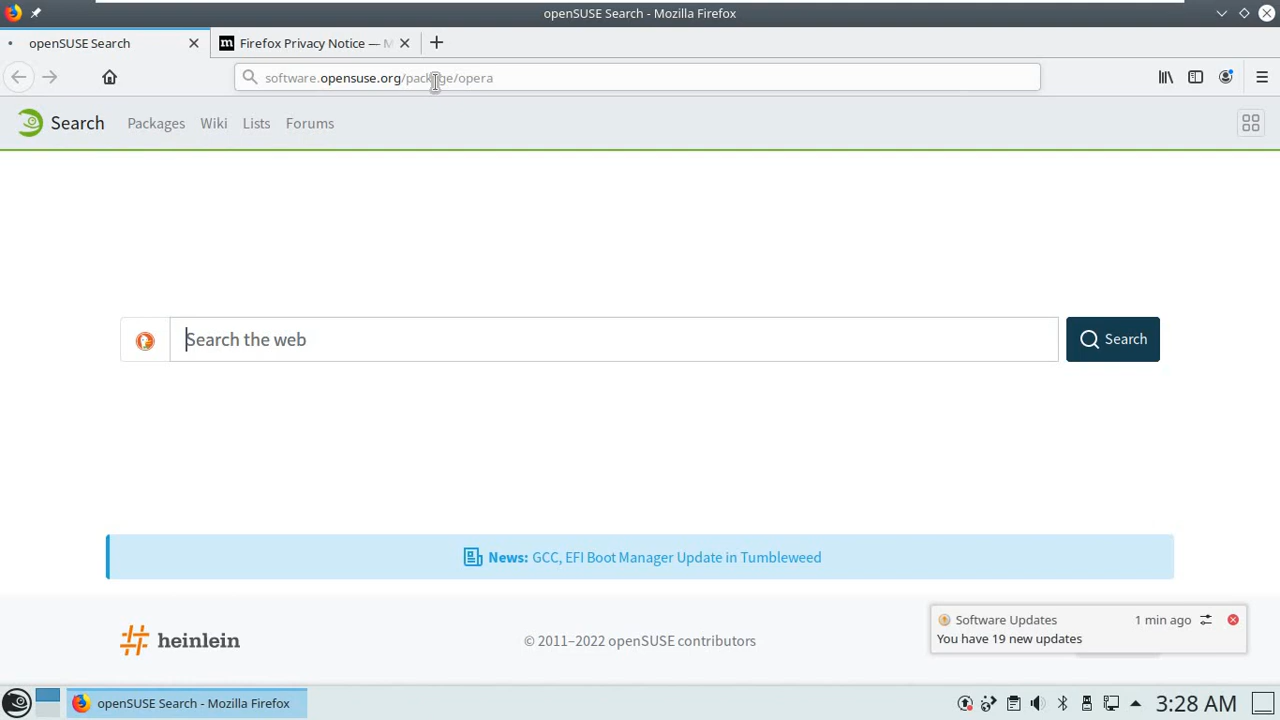 openSUSE Search - Mozilla Firefox
openSUSE Search
Firefox Privacy Notice — M
software.opensuse.org/package/opera
Search Packages Wiki Lists Forums
Search the web
Search
News: GCC, EFI Boot Manager Update in Tumbleweed
heinlein
© 2011–2022 openSUSE contributors
Software Updates 1 min ago
You have 19 new updates
openSUSE Search - Mozilla Firefox
3:28 AM